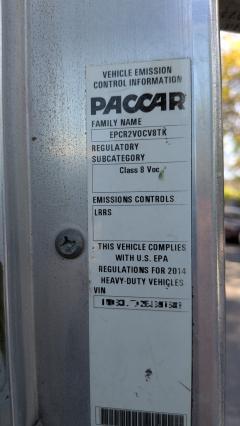 VEHICLE EMISSION
CONTROL INFORMATION
PACCAR
FAMILY NAME
EPCR2VOCV8TK
REGULATORY
SUBCATEGORY
Class 8 Voc
EMISSIONS CONTROLS
LRRS
THIS VEHICLE COMPLIES
WITH U.S. EPA
REGULATIONS FOR 2014
HEAVY-DUTY VEHICLES
VIN